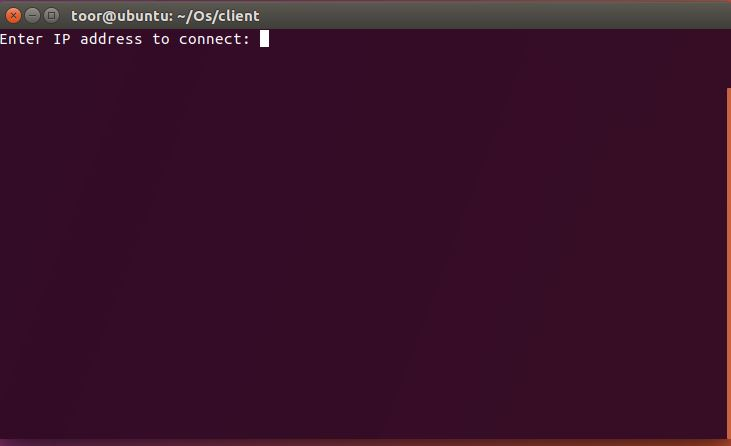 toor@ubuntu: ~/Os/client
Enter IP address to connect: